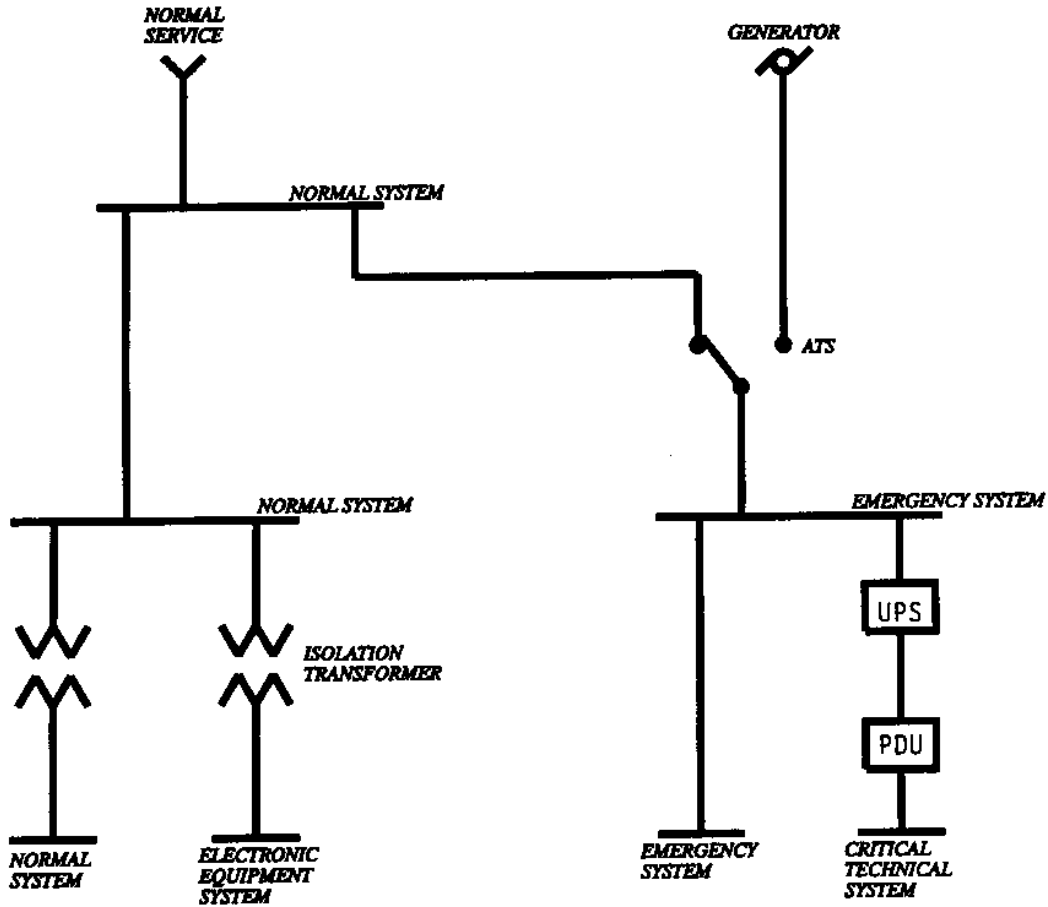 NORMAL
SERVICE
GENERATOR
NORMAL SYSTEM
ATS
NORMAL SYSTEM
EMERGENCY SYSTEM
UPS
ISOLATION
TRANSFORMER
PDU
NORMAL
SYSTEM
ELECTRONIC
EQUIPMENT
SYSTEM
EMERGENCY
SYSTEM
CRITICAL
TECHNICAL
SYSTEM